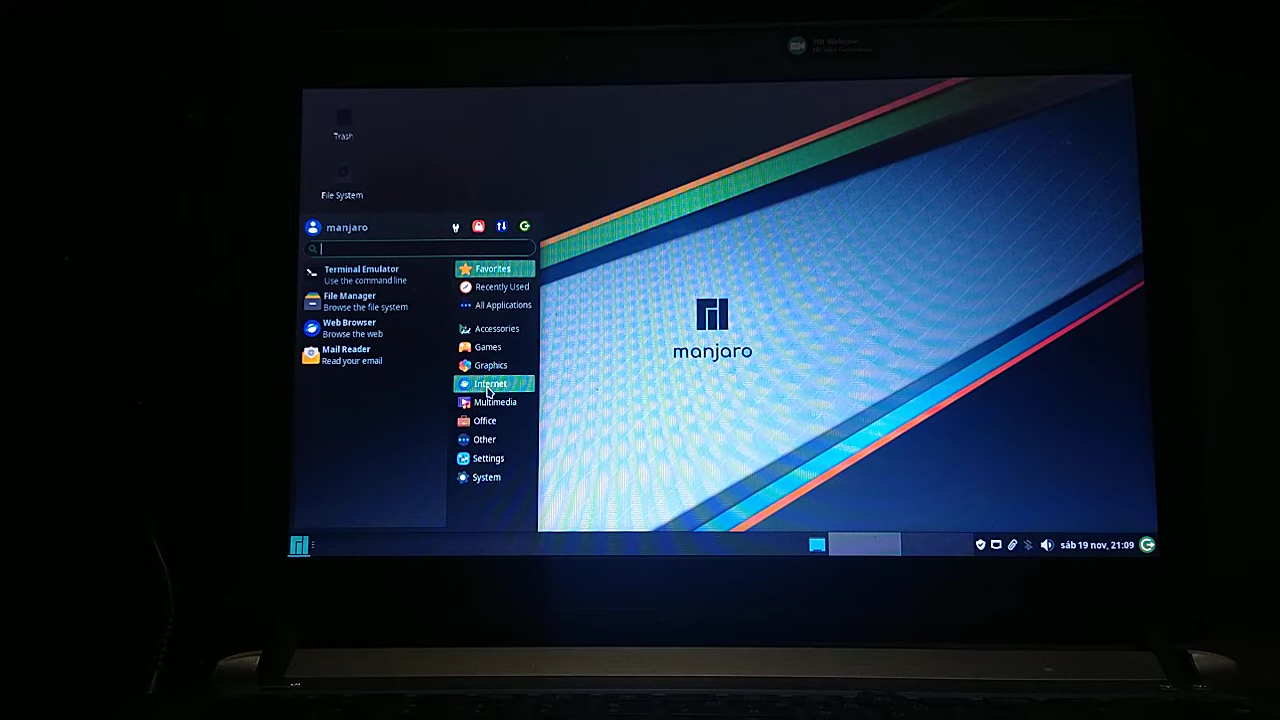 HD Webcam
Trash
File System
manjaro
Terminal Emulator
Use the command line
File Manager
Browse the file system
Web Browser
Browse the web
Mail Reader
Read your email
Favorites
Recently Used
All Applications
Accessories
Games
Graphics
Internet
Multimedia
Office
Other
Settings
System
manjaro
sáb 19 nov, 21:09